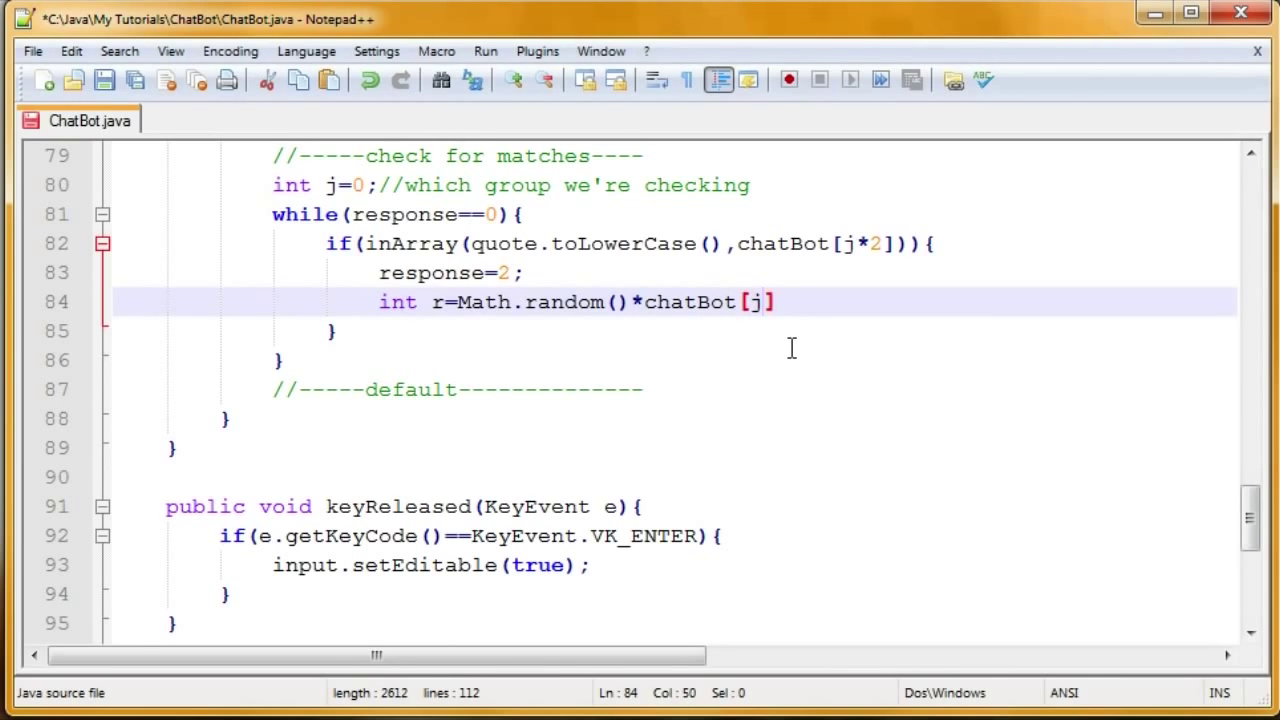 *C:\Java\My Tutorials\ChatBot\ChatBot.java - Notepad++
File Edit Search View Encoding Language Settings Macro Run Plugins Window ? X
ABC
ChatBot.java
79 //-----check for matches----
80 int j=0;//which group we're checking
81 while(response==0){
82 if(inArray(quote.toLowerCase(),chatBot[j*2])){
83 response=2;
84 int r=Math.random()*chatBot[j]
85 }
86 }
87 //-----default--------------
88 }
89 }
90
91 public void keyReleased(KeyEvent e){
92 if(e.getKeyCode()==KeyEvent.VK_ENTER){
93 input.setEditable(true);
94 }
95 }
Java source file length : 2612 lines : 112 Ln : 84 Col : 50 Sel : 0 Dos\Windows ANSI INS